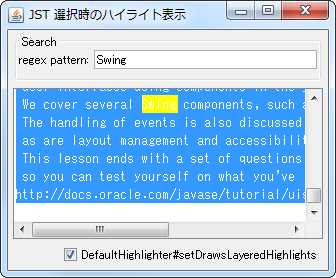 JST 選択時のハイライト表示
Search
regex pattern: Swing
user interfaces using components in the
We cover several Swing components, such a
The handling of events is also discussed
as are layout management and accessibilit
This lesson ends with a set of questions
so you can test yourself on what you've
http://docs.oracle.com/javase/tutorial/uis
DefaultHighlighter#setDrawsLayeredHighlights